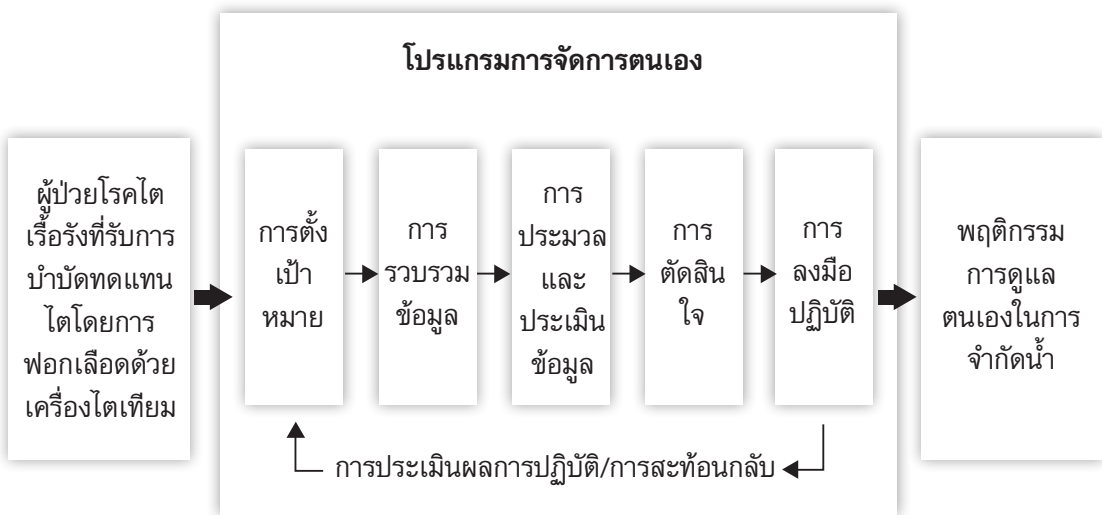 โปรแกรมการจัดการตนเอง
ผู้ป่วยโรคไต
เรื้อรังที่รับการ
บำบัดทดแทน
ไตโดยการ
ฟอกเลือดด้วย
เครื่องไตเทียม
การตั้ง
เป้า
หมาย
การ
รวบรวม
ข้อมูล
การ
ประมวล
และ
ประเมิน
ข้อมูล
การ
ตัดสิน
ใจ
การ
ลงมือ
ปฏิบัติ
พฤติกรรม
การดูแล
ตนเองในการ
จำกัดน้ำ
การประเมินผลการปฏิบัติ/การสะท้อนกลับ